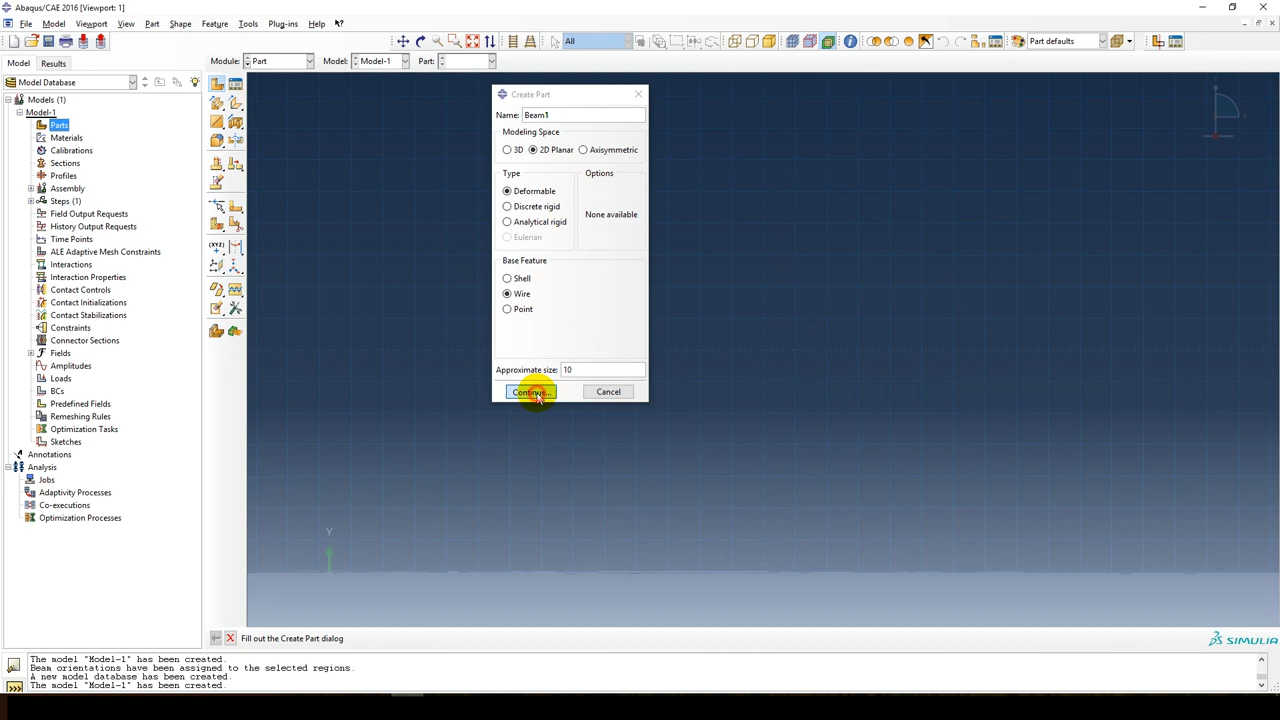 Abaqus/CAE 2016 [Viewport: 1]
File Model Viewport View Part Shape Feature Tools Plug-ins Help
All
Part defaults
Model Results
Module: Part Model: Model-1 Part:
Model Database
Models (1)
Model-1
Parts
Materials
Calibrations
Sections
Profiles
Assembly
Steps (1)
Field Output Requests
History Output Requests
Time Points
ALE Adaptive Mesh Constraints
Interactions
Interaction Properties
Contact Controls
Contact Initializations
Contact Stabilizations
Constraints
Connector Sections
Fields
Amplitudes
Loads
BCs
Predefined Fields
Remeshing Rules
Optimization Tasks
Sketches
Annotations
Analysis
Jobs
Adaptivity Processes
Co-executions
Optimization Processes
Create Part
Name: Beam1
Modeling Space
3D 2D Planar Axisymmetric
Type Options
Deformable
Discrete rigid
Analytical rigid
Eulerian
None available
Base Feature
Shell
Wire
Point
Approximate size: 10
Continue... Cancel
(XYZ)
Y
Fill out the Create Part dialog
SIMULIA
The model "Model-1" has been created.
Beam orientations have been assigned to the selected regions.
A new model database has been created.
The model "Model-1" has been created.
>>>